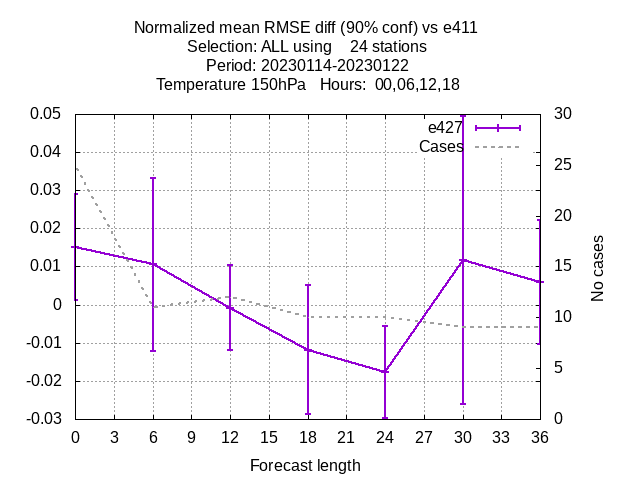 Normalized mean RMSE diff (90% conf) vs e411
Selection: ALL using    24 stations
Period: 20230114-20230122
Temperature 150hPa   Hours:  00,06,12,18
0.05
0.04
0.03
0.02
0.01
0
-0.01
-0.02
-0.03
e427
Cases
30
25
20
15
10
5
0
No cases
0 3 6 9 12 15 18 21 24 27 30 33 36
Forecast length